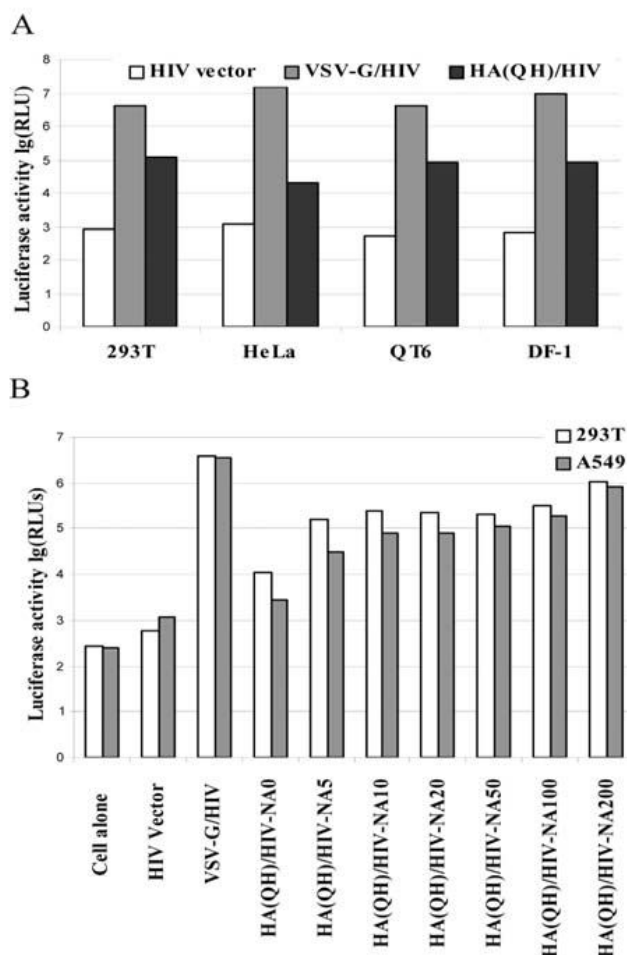 A
HIV vector VSV-G/HIV HA(QH)/HIV
Luciferase activity lg(RLU)
8
7
6
5
4
3
2
1
0
293T HeLa QT6 DF-1
B
293T
A549
Luciferase activity lg(RLUs)
7
6
5
4
3
2
1
0
Cell alone
HIV Vector
VSV-G/HIV
HA(QH)/HIV-NA0
HA(QH)/HIV-NA5
HA(QH)/HIV-NA10
HA(QH)/HIV-NA20
HA(QH)/HIV-NA50
HA(QH)/HIV-NA100
HA(QH)/HIV-NA200